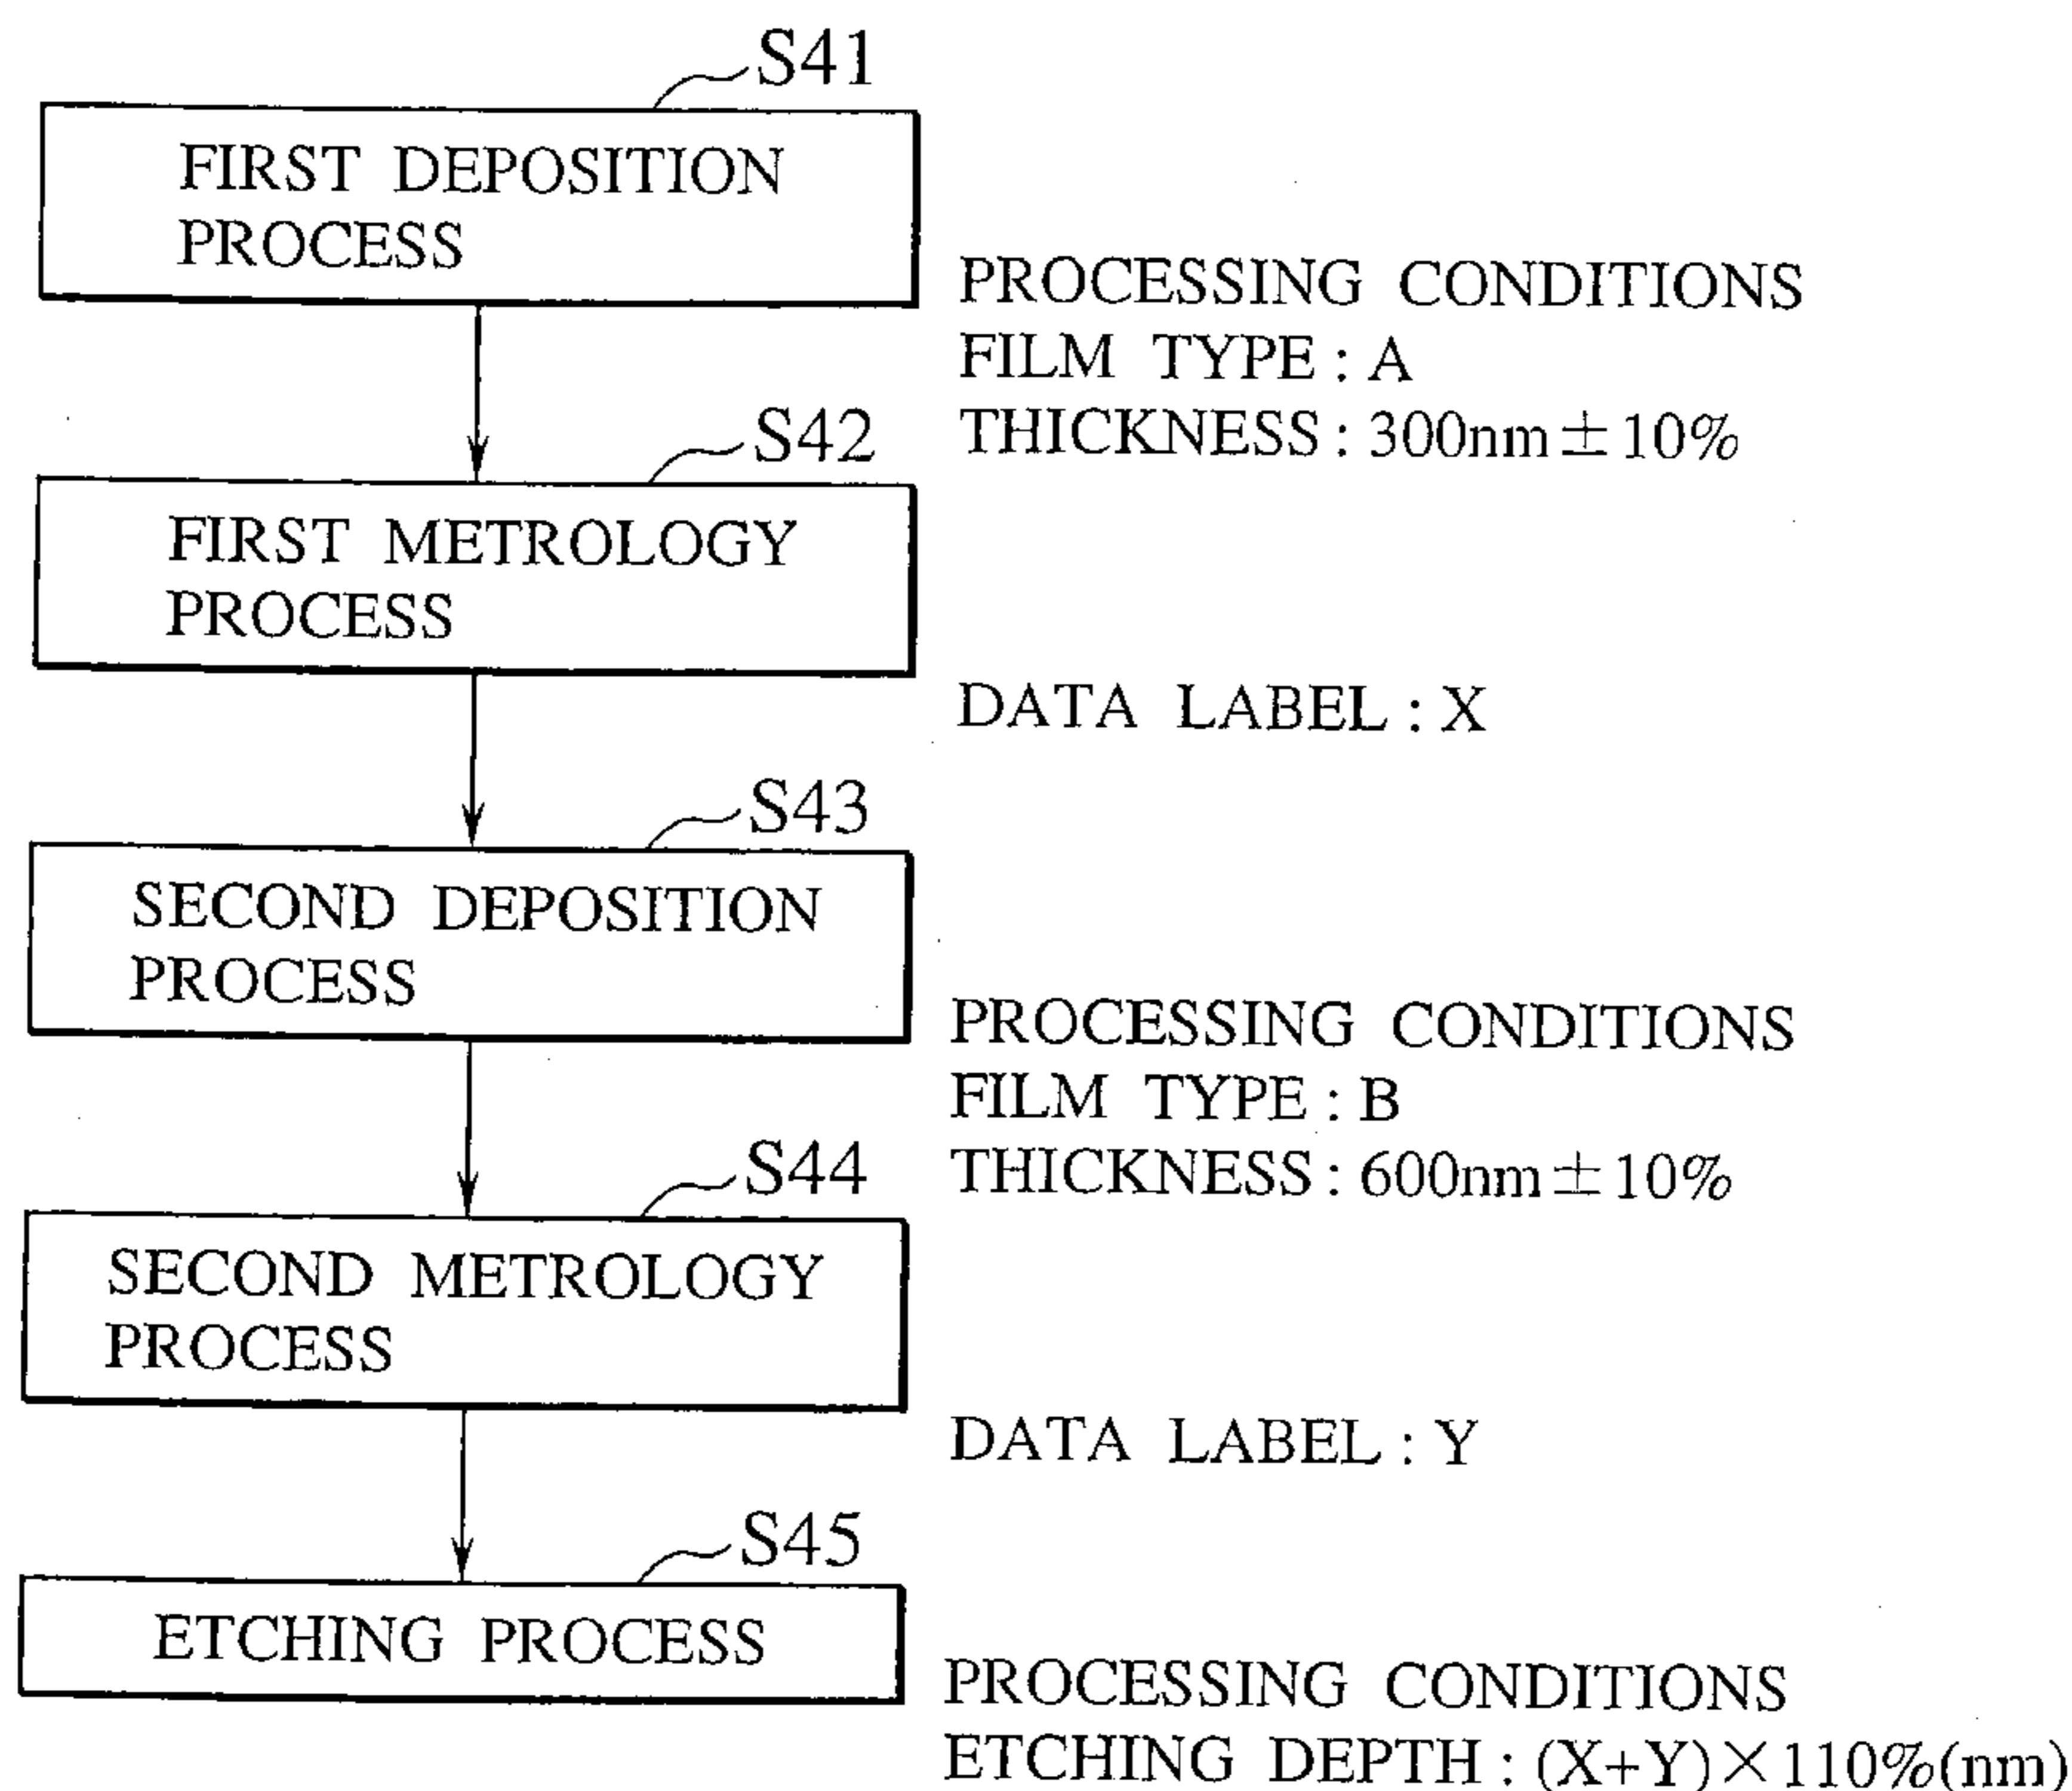 S41
FIRST DEPOSITION
PROCESS
PROCESSING CONDITIONS
FILM TYPE : A
THICKNESS : 300nm ± 10%
S42
FIRST METROLOGY
PROCESS
DATA LABEL : X
S43
SECOND DEPOSITION
PROCESS
PROCESSING CONDITIONS
FILM TYPE : B
THICKNESS : 600nm ± 10%
S44
SECOND METROLOGY
PROCESS
DATA LABEL : Y
S45
ETCHING PROCESS
PROCESSING CONDITIONS
ETCHING DEPTH : (X+Y)×110%(nm)